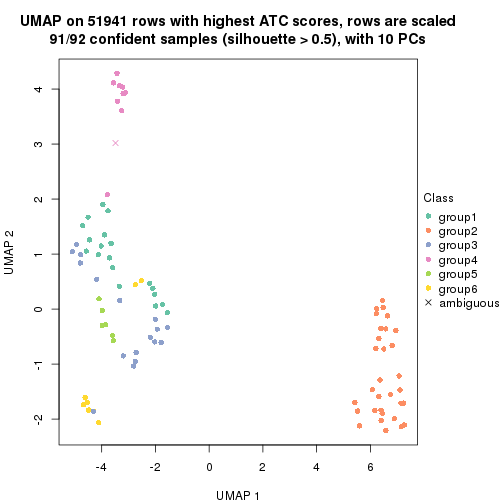 UMAP on 51941 rows with highest ATC scores, rows are scaled
91/92 confident samples (silhouette > 0.5), with 10 PCs
4
3
2
1
0
-1
-2
UMAP 2
-4
-2
0
2
4
6
UMAP 1
Class
group1
group2
group3
group4
group5
group6
ambiguous